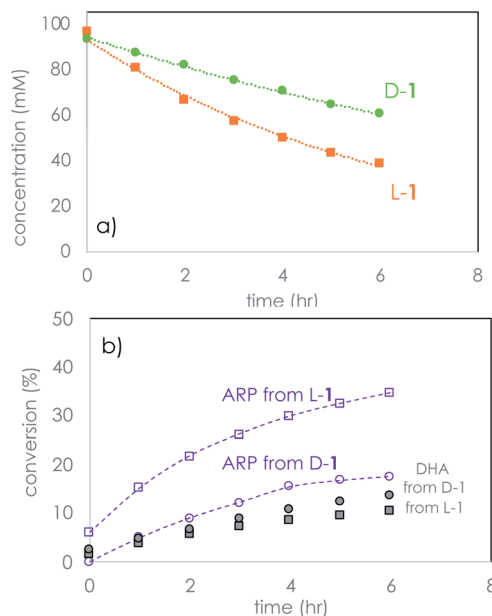 100
80
60
40
20
0
concentration (mM)
D-1
L-1
a)
0
2
4
6
8
time (hr)
50
40
30
20
10
0
conversion (%)
b)
ARP from L-1
ARP from D-1
DHA
from D-1
from L-1
0
2
4
6
8
time (hr)